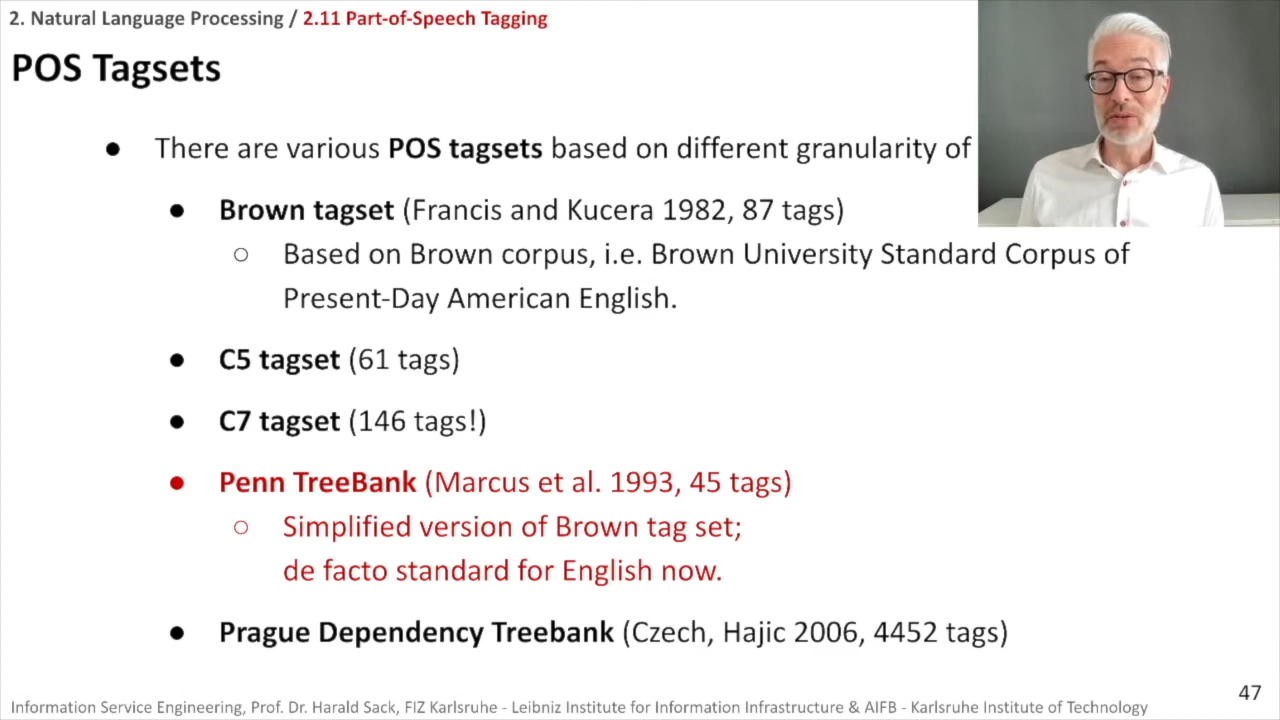 2. Natural Language Processing / 2.11 Part-of-Speech Tagging
POS Tagsets
● There are various POS tagsets based on different granularity of
● Brown tagset (Francis and Kucera 1982, 87 tags)
○ Based on Brown corpus, i.e. Brown University Standard Corpus of
Present-Day American English.
● C5 tagset (61 tags)
● C7 tagset (146 tags!)
● Penn TreeBank (Marcus et al. 1993, 45 tags)
○ Simplified version of Brown tag set;
de facto standard for English now.
● Prague Dependency Treebank (Czech, Hajic 2006, 4452 tags)
47
Information Service Engineering, Prof. Dr. Harald Sack, FIZ Karlsruhe - Leibniz Institute for Information Infrastructure & AIFB - Karlsruhe Institute of Technology